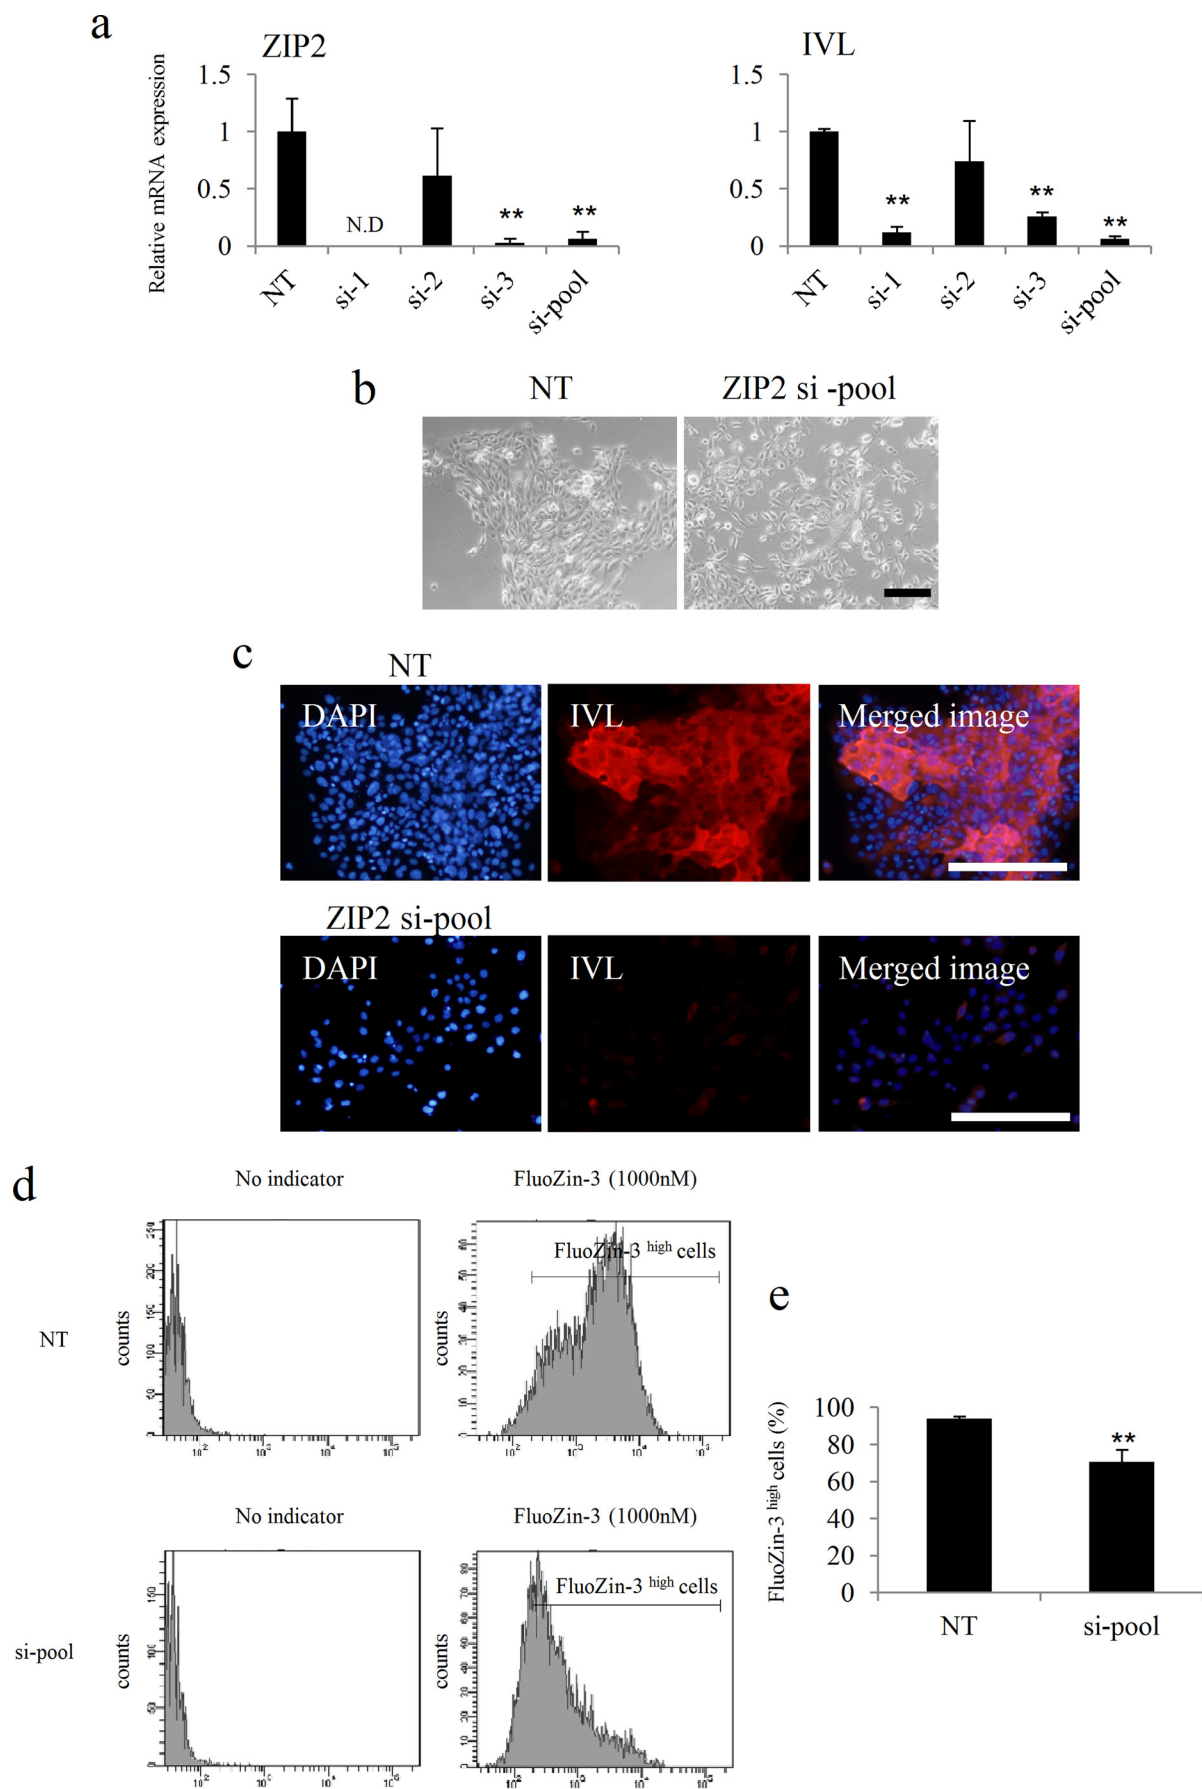 a
ZIP2
IVL
Relative mRNA expression
1.5
1
0.5
0
N.D
**
**
NT
si-1
si-2
si-3
si-pool
1.5
1
0.5
0
**
**
**
NT
si-1
si-2
si-3
si-pool
b
NT
ZIP2 si -pool
c
NT
DAPI
IVL
Merged image
ZIP2 si-pool
DAPI
IVL
Merged image
d
No indicator
FluoZin-3 (1000nM)
NT
counts
counts
FluoZin-3 high cells
No indicator
FluoZin-3 (1000nM)
si-pool
counts
counts
FluoZin-3 high cells
e
FluoZin-3 high cells (%)
100
80
60
40
20
0
**
NT
si-pool